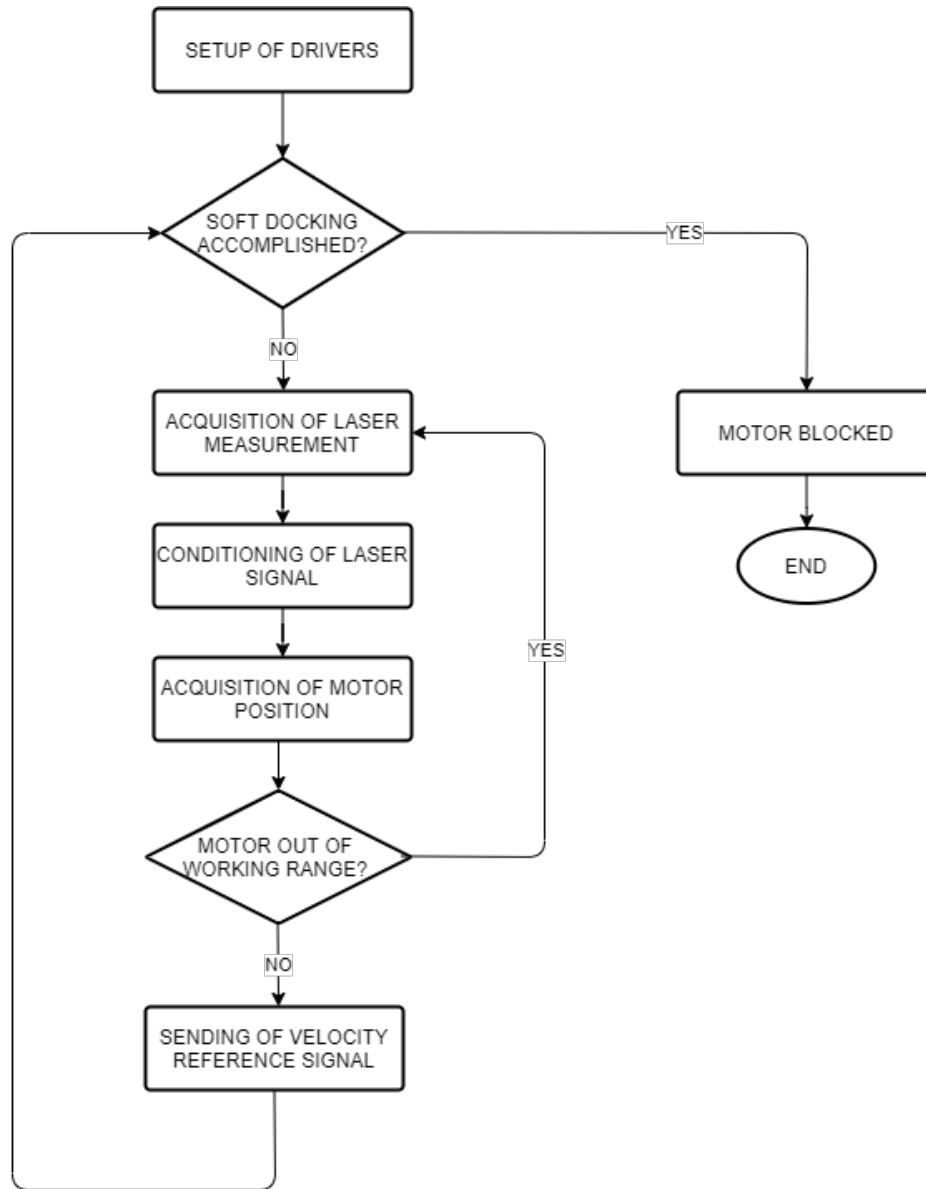 SETUP OF DRIVERS
SOFT DOCKING
ACCOMPLISHED?
YES
NO
ACQUISITION OF LASER
MEASUREMENT
MOTOR BLOCKED
CONDITIONING OF LASER
SIGNAL
END
YES
ACQUISITION OF MOTOR
POSITION
MOTOR OUT OF
WORKING RANGE?
NO
SENDING OF VELOCITY
REFERENCE SIGNAL